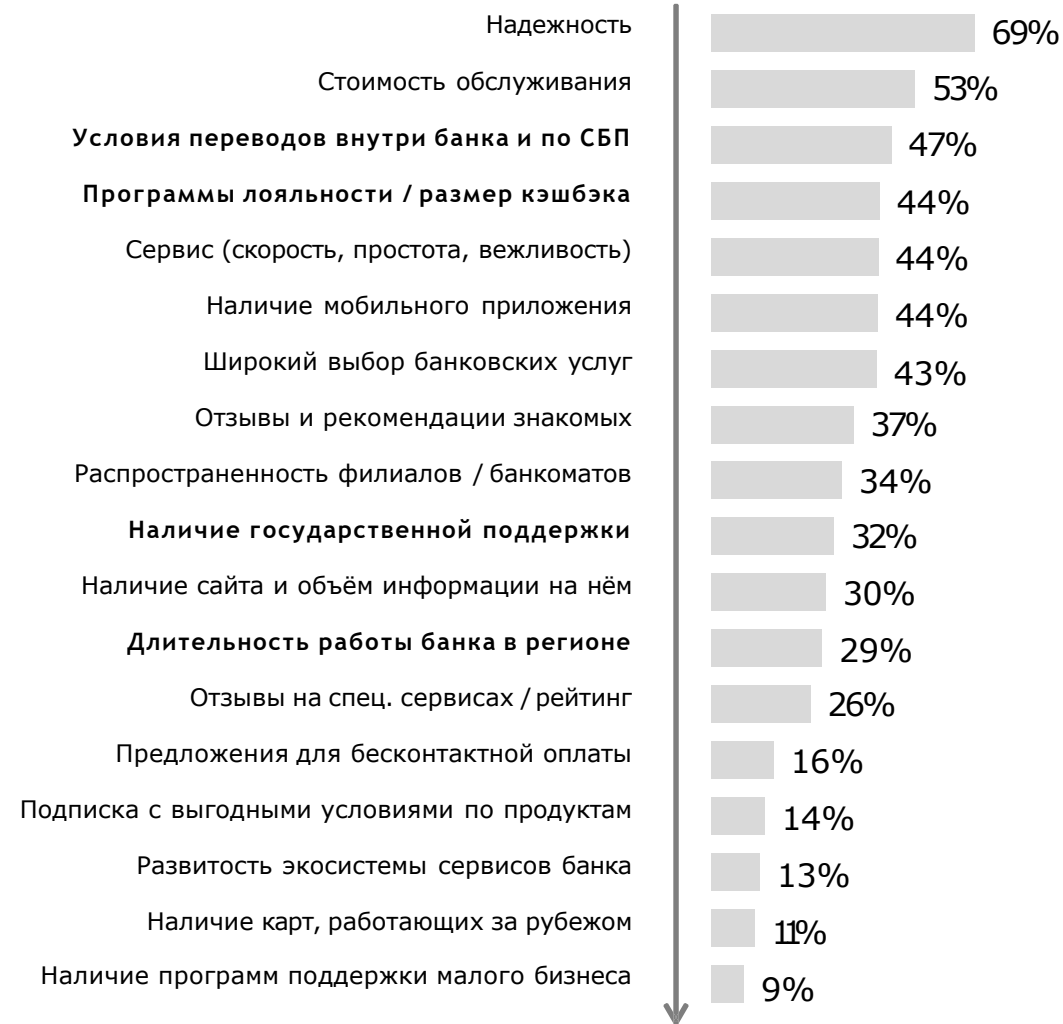 Надежность 69%
Стоимость обслуживания 53%
Условия переводов внутри банка и по СБП 47%
Программы лояльности / размер кэшбэка 44%
Сервис (скорость, простота, вежливость) 44%
Наличие мобильного приложения 44%
Широкий выбор банковских услуг 43%
Отзывы и рекомендации знакомых 37%
Распространенность филиалов / банкоматов 34%
Наличие государственной поддержки 32%
Наличие сайта и объём информации на нём 30%
Длительность работы банка в регионе 29%
Отзывы на спец. сервисах / рейтинг 26%
Предложения для бесконтактной оплаты 16%
Подписка с выгодными условиями по продуктам 14%
Развитость экосистемы сервисов банка 13%
Наличие карт, работающих за рубежом 11%
Наличие программ поддержки малого бизнеса 9%